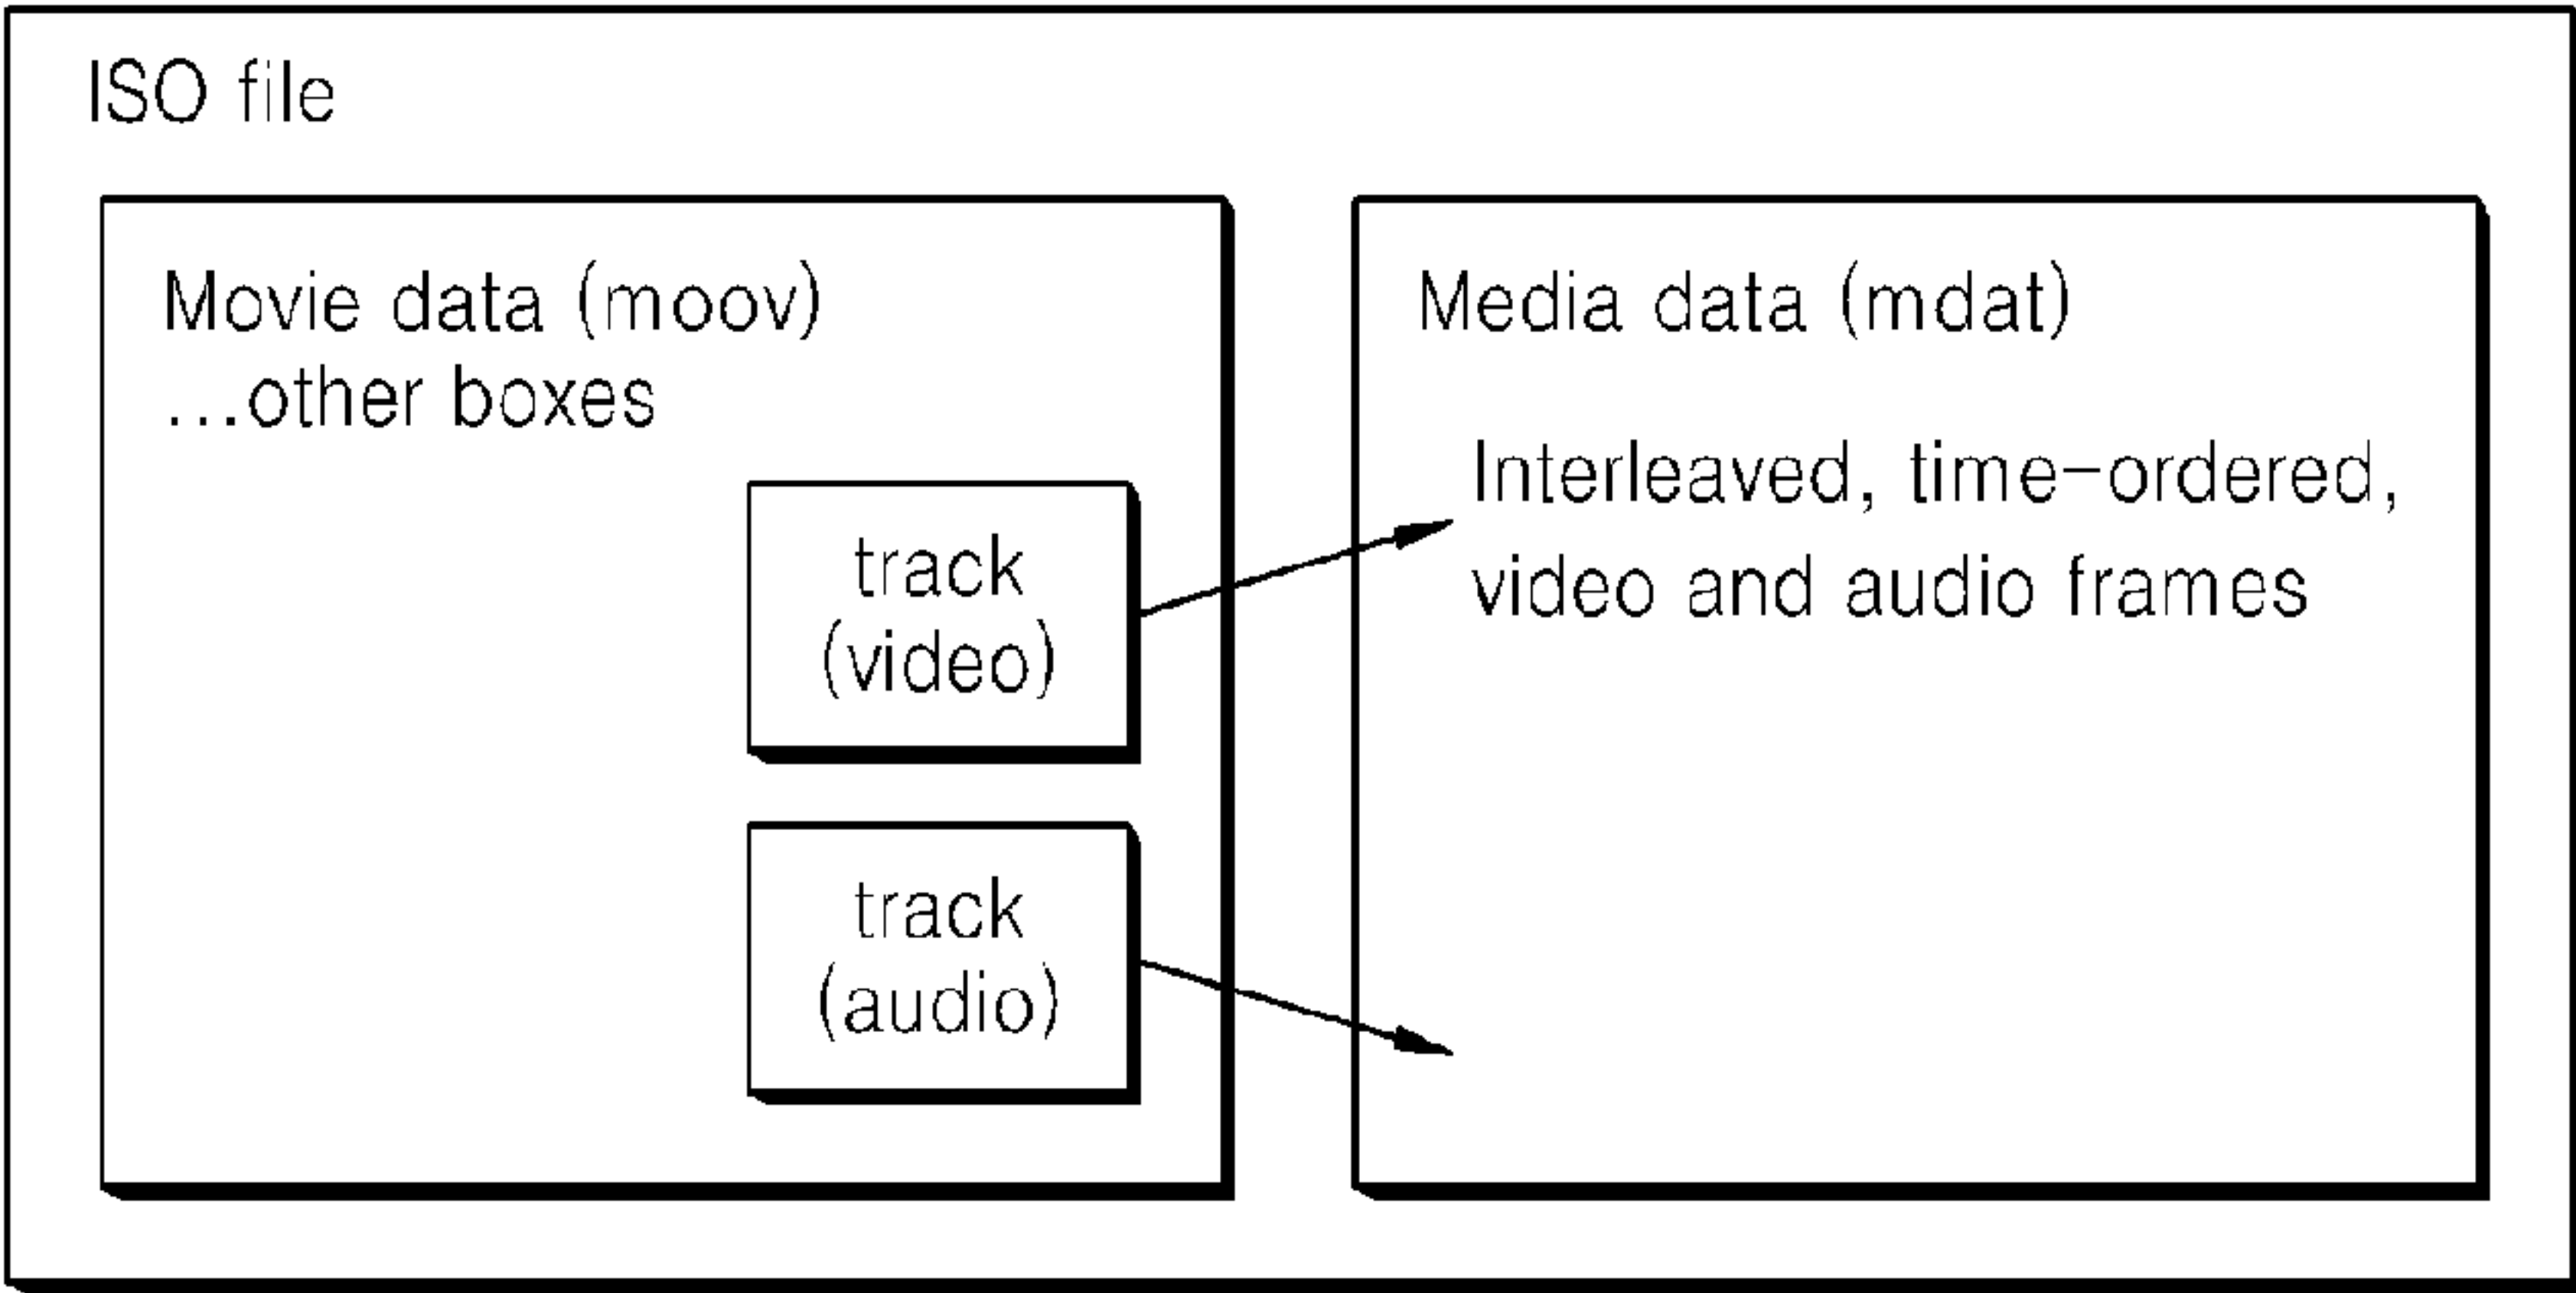 ISO file
Movie data (moov)
...other boxes
track
(video)
track
(audio)
Media data (mdat)
Interleaved, time-ordered,
video and audio frames